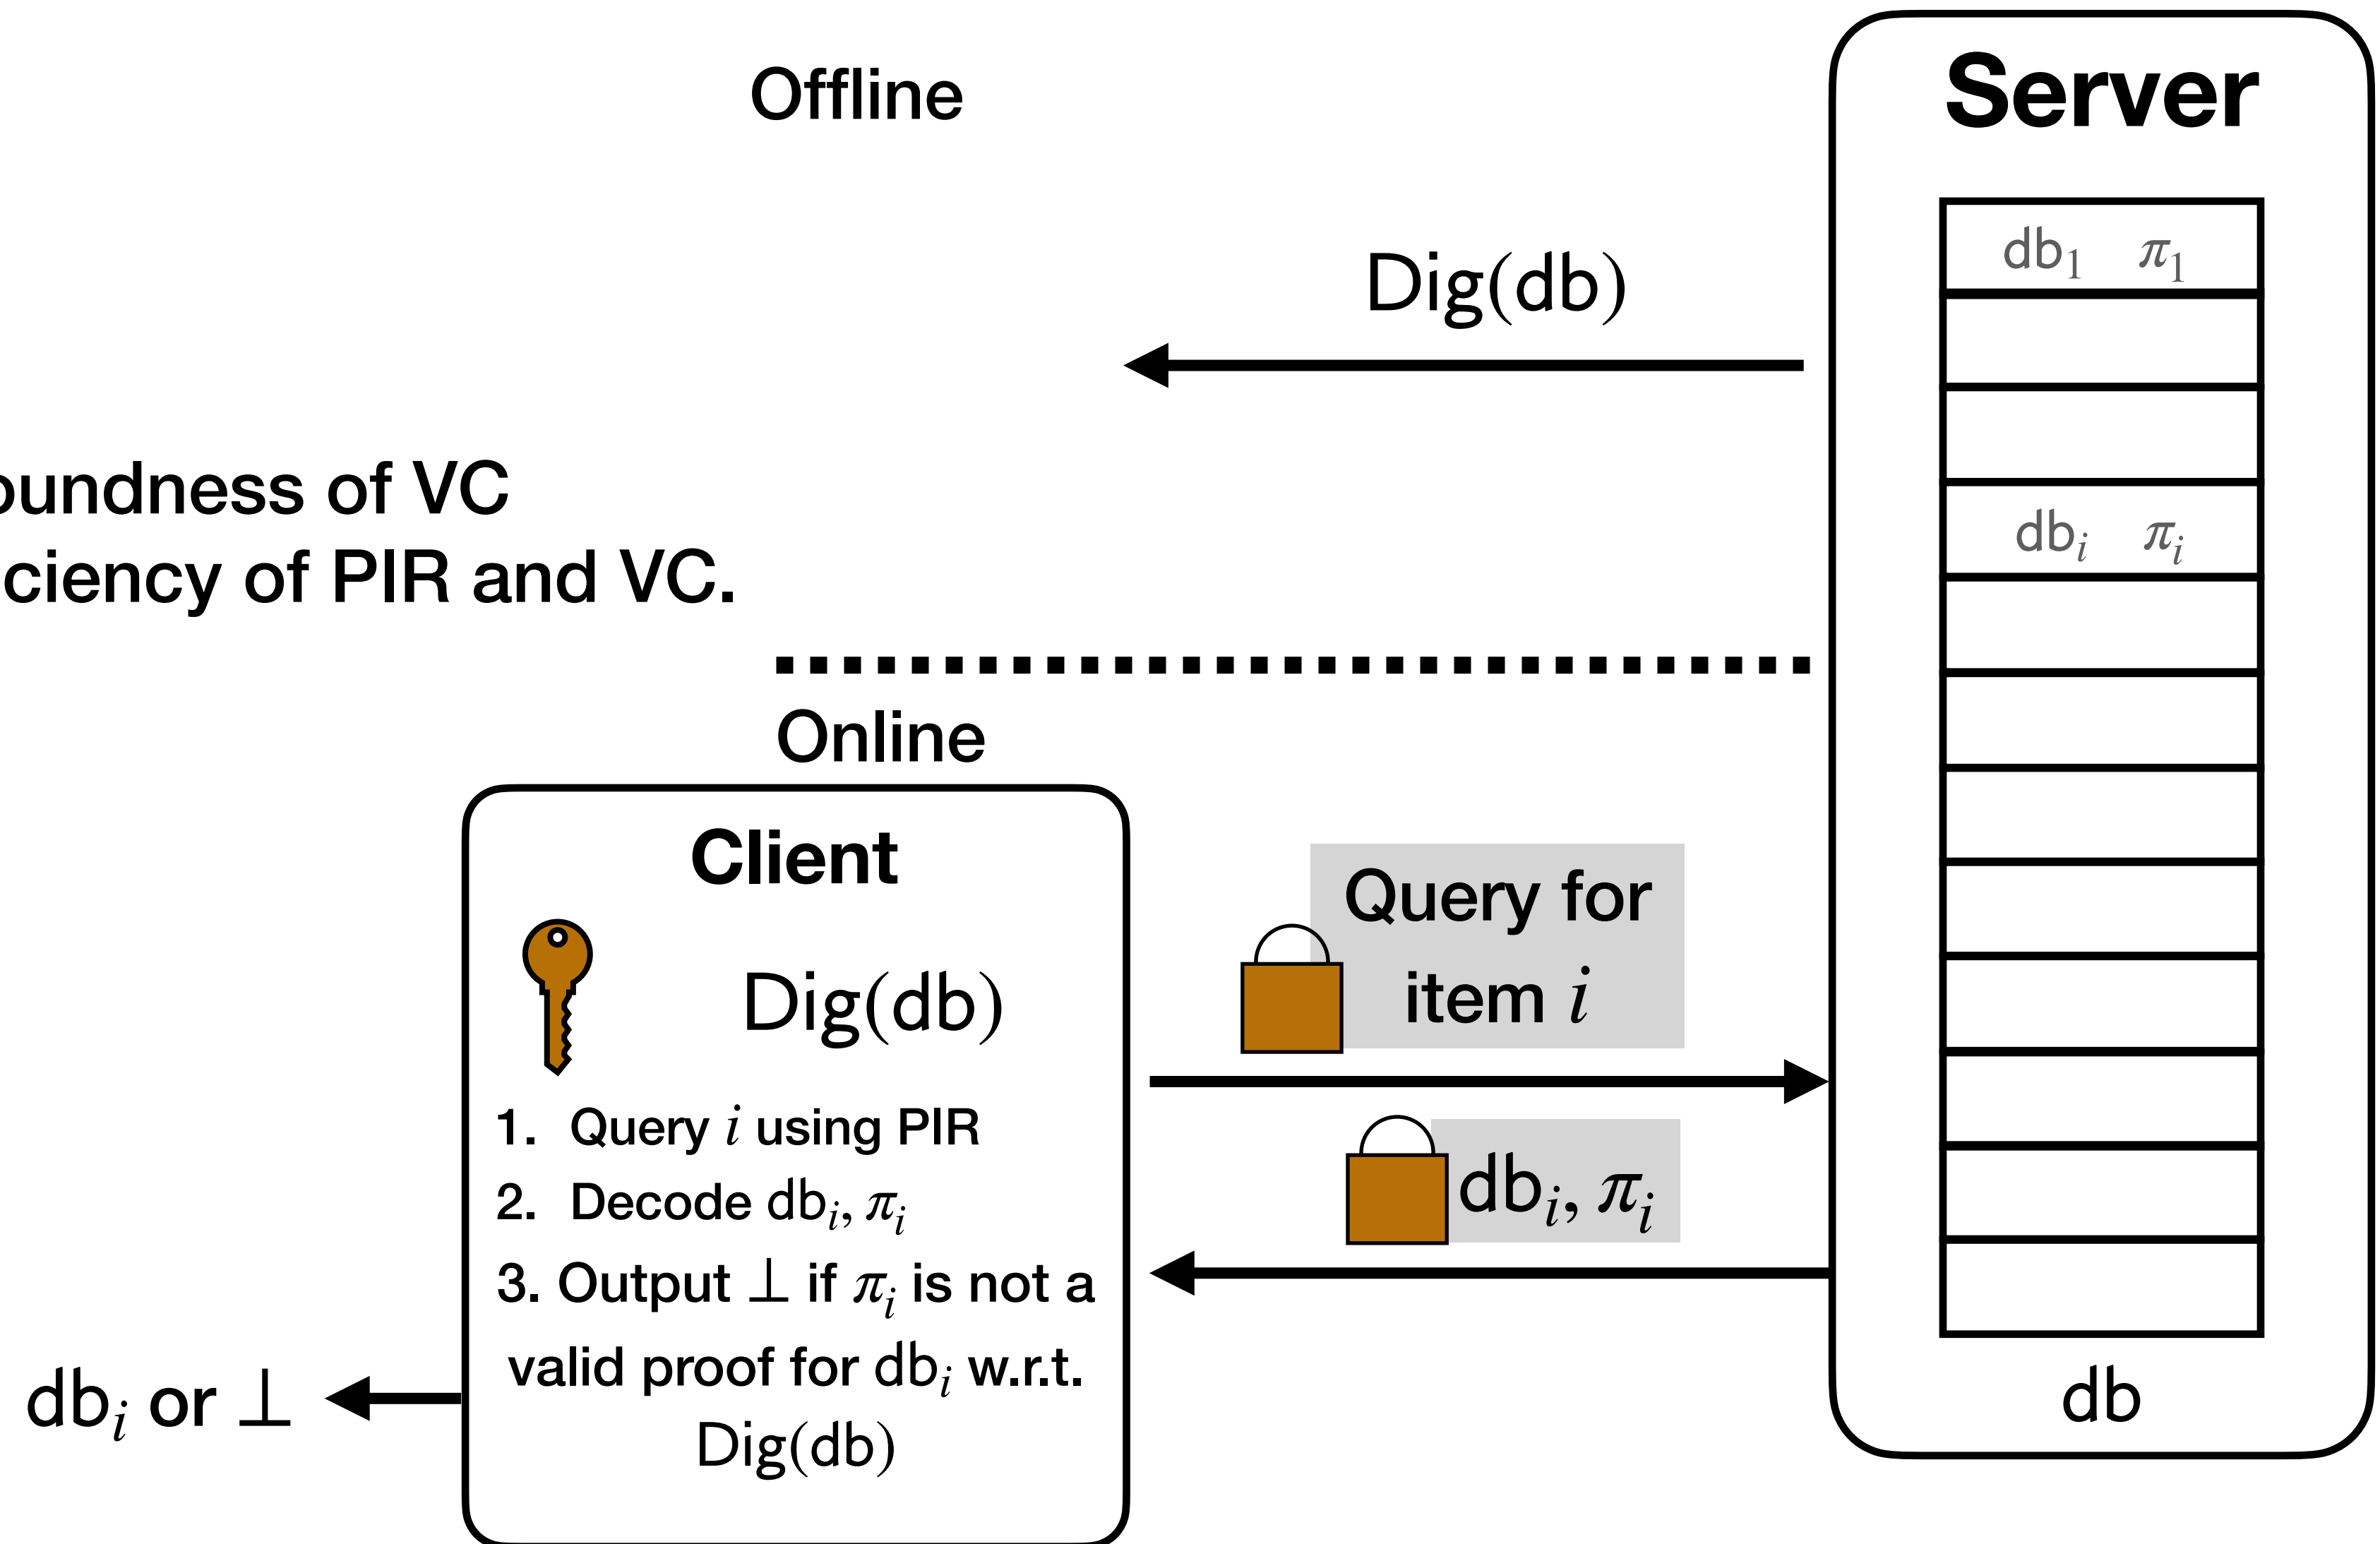 Offline
Server
db₁ π₁
Dig(db)
oundness of VC
db𝑖 π𝑖
ciency of PIR and VC.
Online
Client
Query for
item 𝑖
Dig(db)
1. Query 𝑖 using PIR
2. Decode db𝑖, π𝑖
db𝑖, π𝑖
3. Output ⊥ if π𝑖 is not a
valid proof for db𝑖 w.r.t.
Dig(db)
db𝑖 or ⊥
db